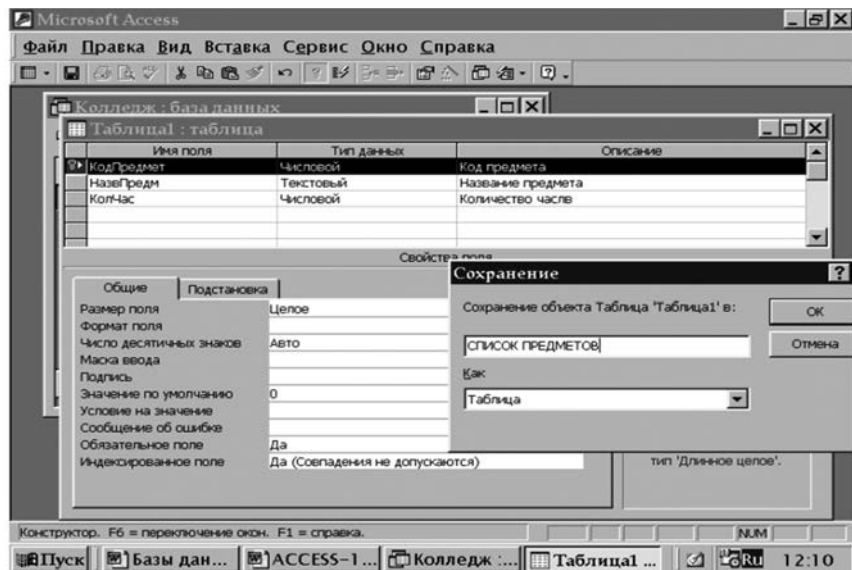 Microsoft Access
Файл Правка Вид Вставка Сервис Окно Справка
Колледж : база данных
Таблица1 : таблица
Имя поля Тип данных Описание
КодПредмет Числовой Код предмета
НазвПредм Текстовый Название предмета
КолЧас Числовой Количество часлв
Свойства поля
Общие Подстановка
Размер поля Целое
Формат поля
Число десятичных знаков Авто
Маска ввода
Подпись
Значение по умолчанию 0
Условие на значение
Сообщение об ошибке
Обязательное поле Да
Индексированное поле Да (Совпадения не допускаются)
Сохранение
Сохранение объекта Таблица 'Таблица1' в:
СПИСОК ПРЕДМЕТОВ
Как
Таблица
ОК
Отмена
тип 'Длинное целое'.
Конструктор. F6 = переключение окон. F1 = справка. NUM
Пуск Базы дан... ACCESS-1... Колледж :... Таблица1 ... Ru 12:10